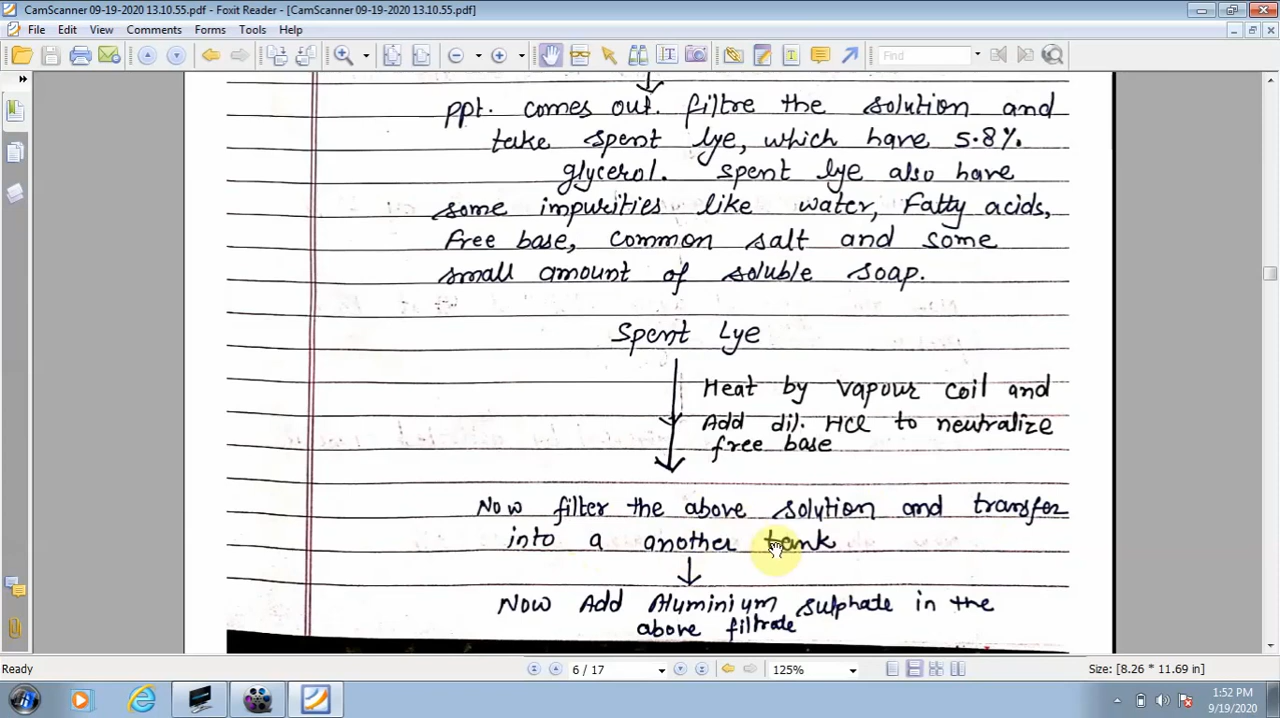 CamScanner 09-19-2020 13.10.55.pdf - Foxit Reader - [CamScanner 09-19-2020 13.10.55.pdf]
File Edit View Comments Forms Tools Help
Find
ppt. comes out. filtre the solution and
take spent lye, which have 5.8%.
glycerol. spent lye also have
some impurities like water, Fatty acids,
free base, common salt and some
small amount of soluble soap.
Spent Lye
Heat by vapour coil and
Add dil. HCl to neutralize
free base
Now filter the above solution and transfer
into a another tank
Now Add Aluminium sulphate in the
above filtrate
Ready 6 / 17 125% Size: [8.26 * 11.69 in]
1:52 PM
9/19/2020